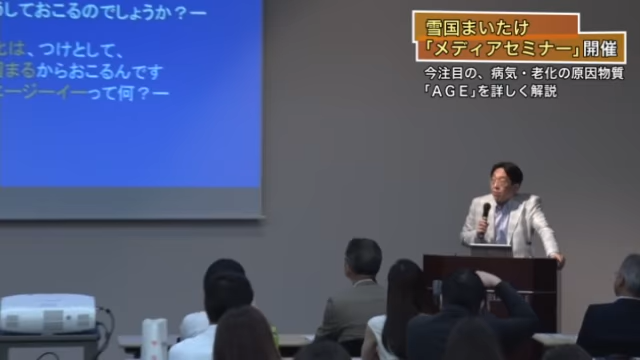 うしておこるのでしょうか？ー
とは、つけとして、
まるからおこるんです
ージーイーって何？ー
雪国まいたけ
「メディアセミナー」開催
今注目の、病気・老化の原因物質
「ＡＧＥ」を詳しく解説